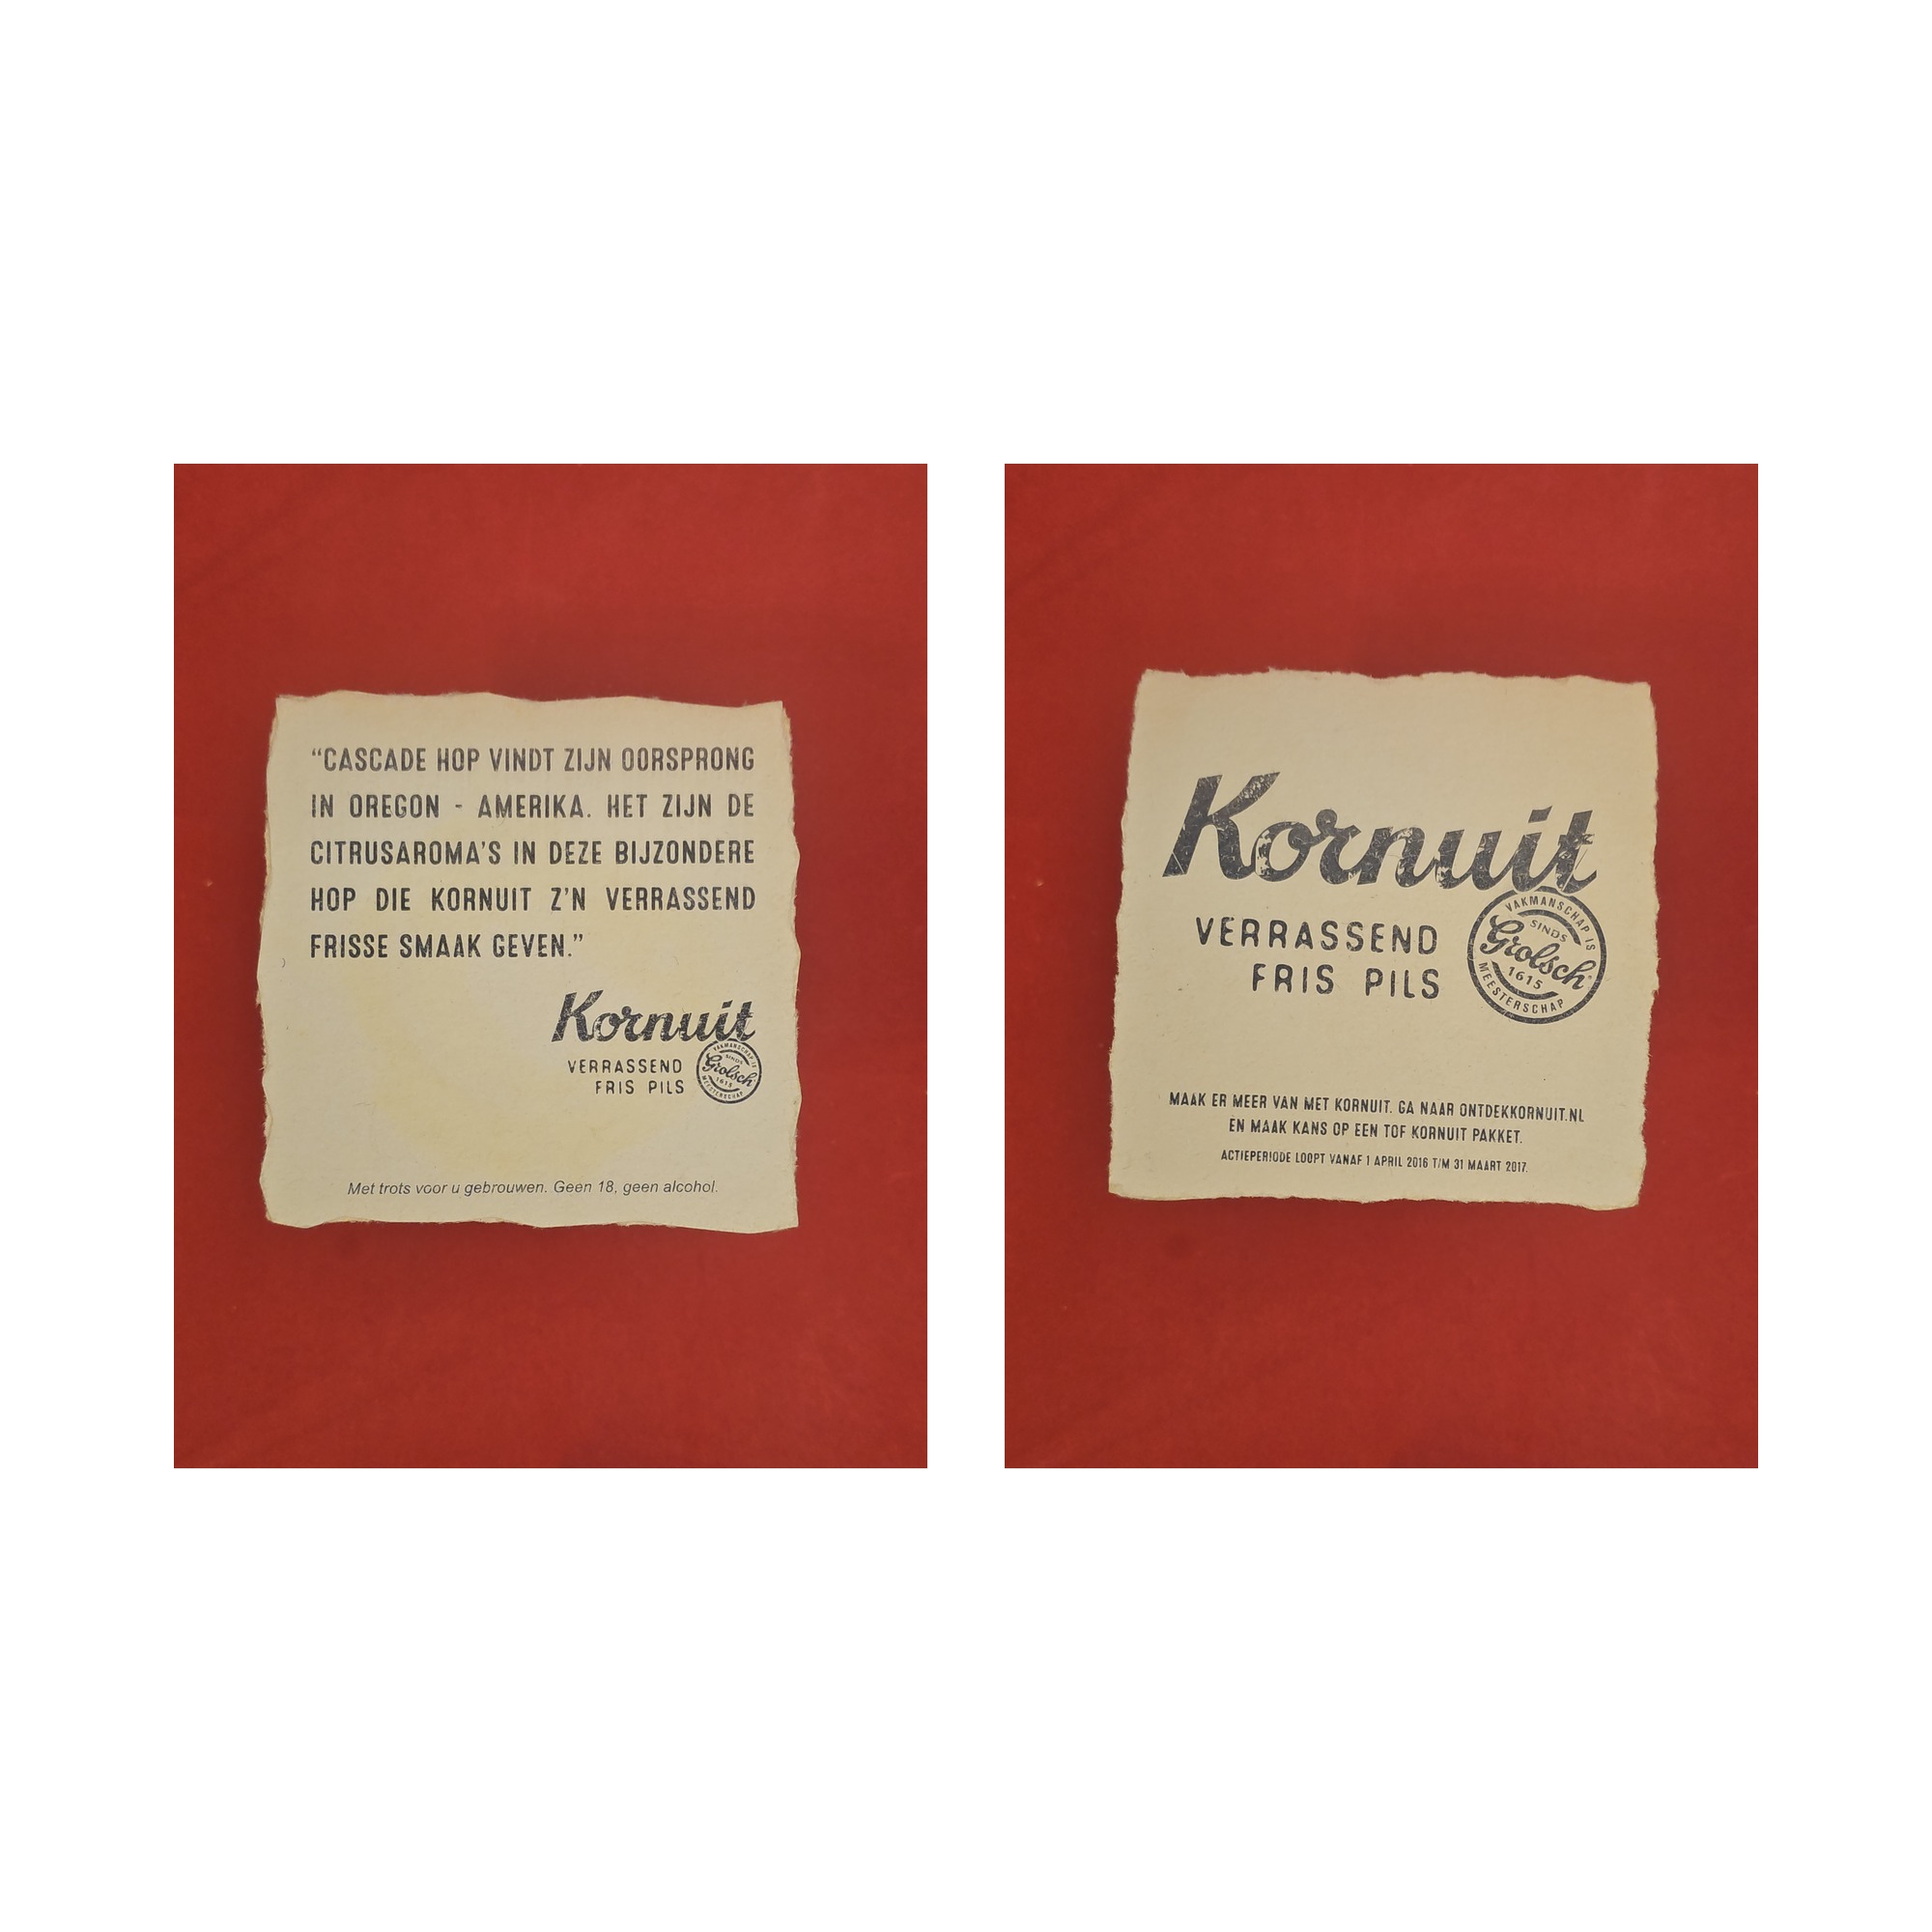 “CASCADE HOP VINDT ZIJN OORSPRONG
IN OREGON - AMERIKA. HET ZIJN DE
CITRUSAROMA'S IN DEZE BIJZONDERE
HOP DIE KORNUIT Z'N VERRASSEND
FRISSE SMAAK GEVEN.”
Kornuit
VERRASSEND
FRIS PILS
VAKMANSCHAP IS
SINDS
Grolsch
1615
MEESTERSCHAP
Met trots voor u gebrouwen. Geen 18, geen alcohol.
Kornuit
VERRASSEND
FRIS PILS
VAKMANSCHAP IS
SINDS
Grolsch
1615
MEESTERSCHAP
MAAK ER MEER VAN MET KORNUIT. GA NAAR ONTDEKKORNUIT.NL
EN MAAK KANS OP EEN TOF KORNUIT PAKKET.
ACTIEPERIODE LOOPT VANAF 1 APRIL 2016 T/M 31 MAART 2017.